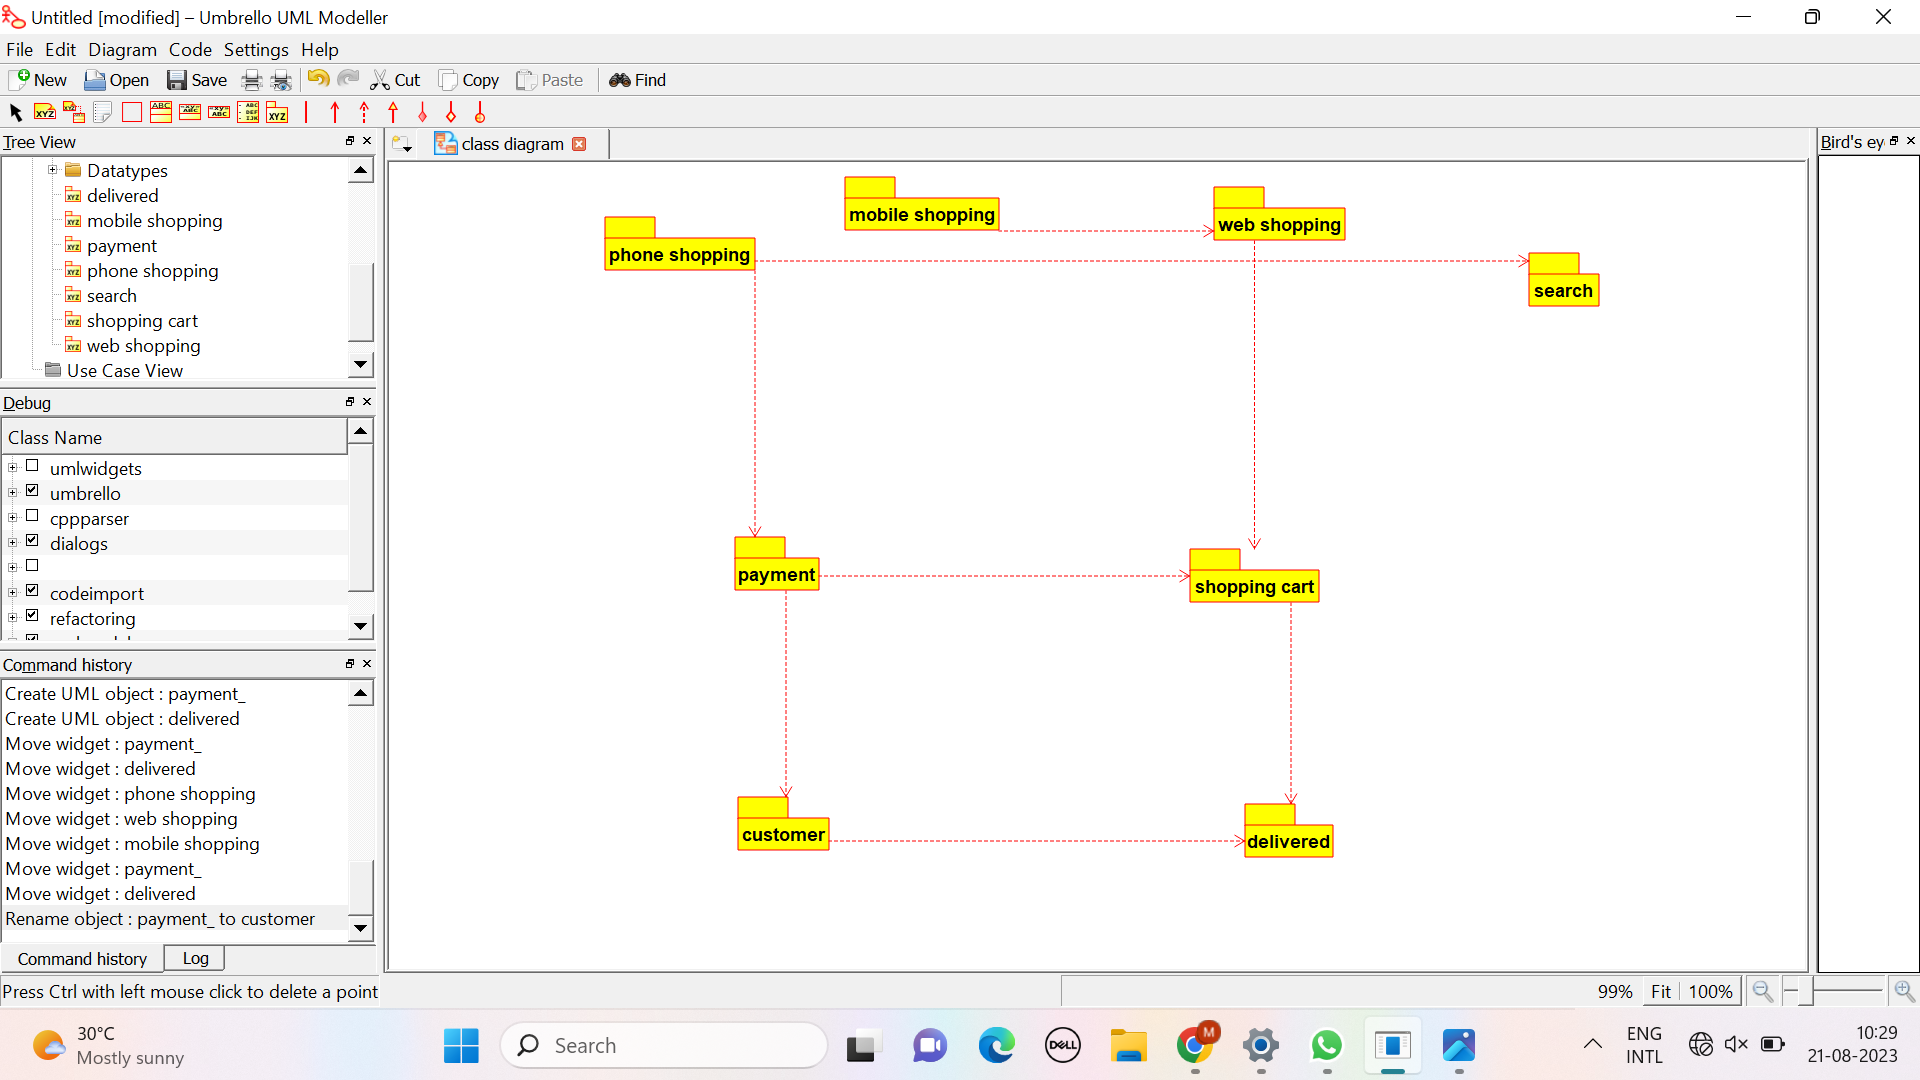 Untitled [modified] – Umbrello UML Modeller
File Edit Diagram Code Settings Help
New Open Save Cut Copy Paste Find
Tree View
class diagram
Bird's ey
Datatypes
delivered
mobile shopping
payment
phone shopping
search
shopping cart
web shopping
Use Case View
Debug
Class Name
umlwidgets
umbrello
cppparser
dialogs
codeimport
refactoring
Command history
Create UML object : payment_
Create UML object : delivered
Move widget : payment_
Move widget : delivered
Move widget : phone shopping
Move widget : web shopping
Move widget : mobile shopping
Move widget : payment_
Move widget : delivered
Rename object : payment_ to customer
Command history Log
mobile shopping
web shopping
phone shopping
search
payment
shopping cart
customer
delivered
Press Ctrl with left mouse click to delete a point
99% Fit 100%
30°C
Mostly sunny
Search
DELL
M
ENG
INTL
10:29
21-08-2023